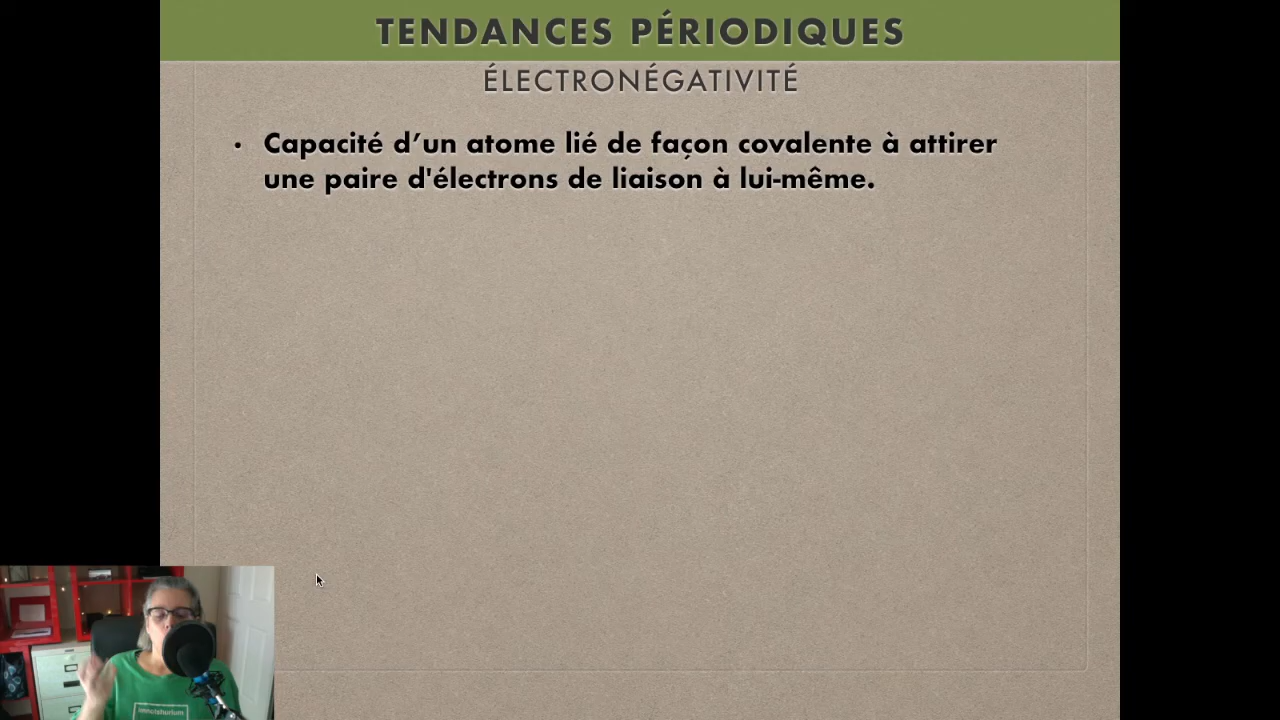 TENDANCES PÉRIODIQUES
ÉLECTRONÉGATIVITÉ
• Capacité d’un atome lié de façon covalente à attirer
une paire d'électrons de liaison à lui-même.